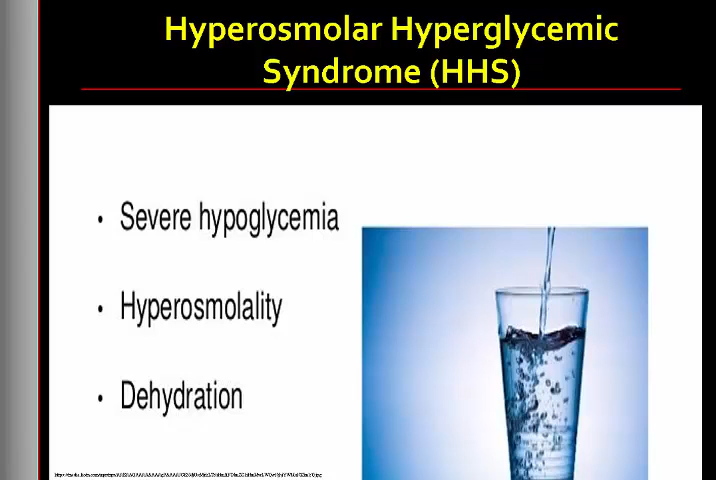 Hyperosmolar Hyperglycemic
Syndrome (HHS)
• Severe hypoglycemia
• Hyperosmolality
• Dehydration